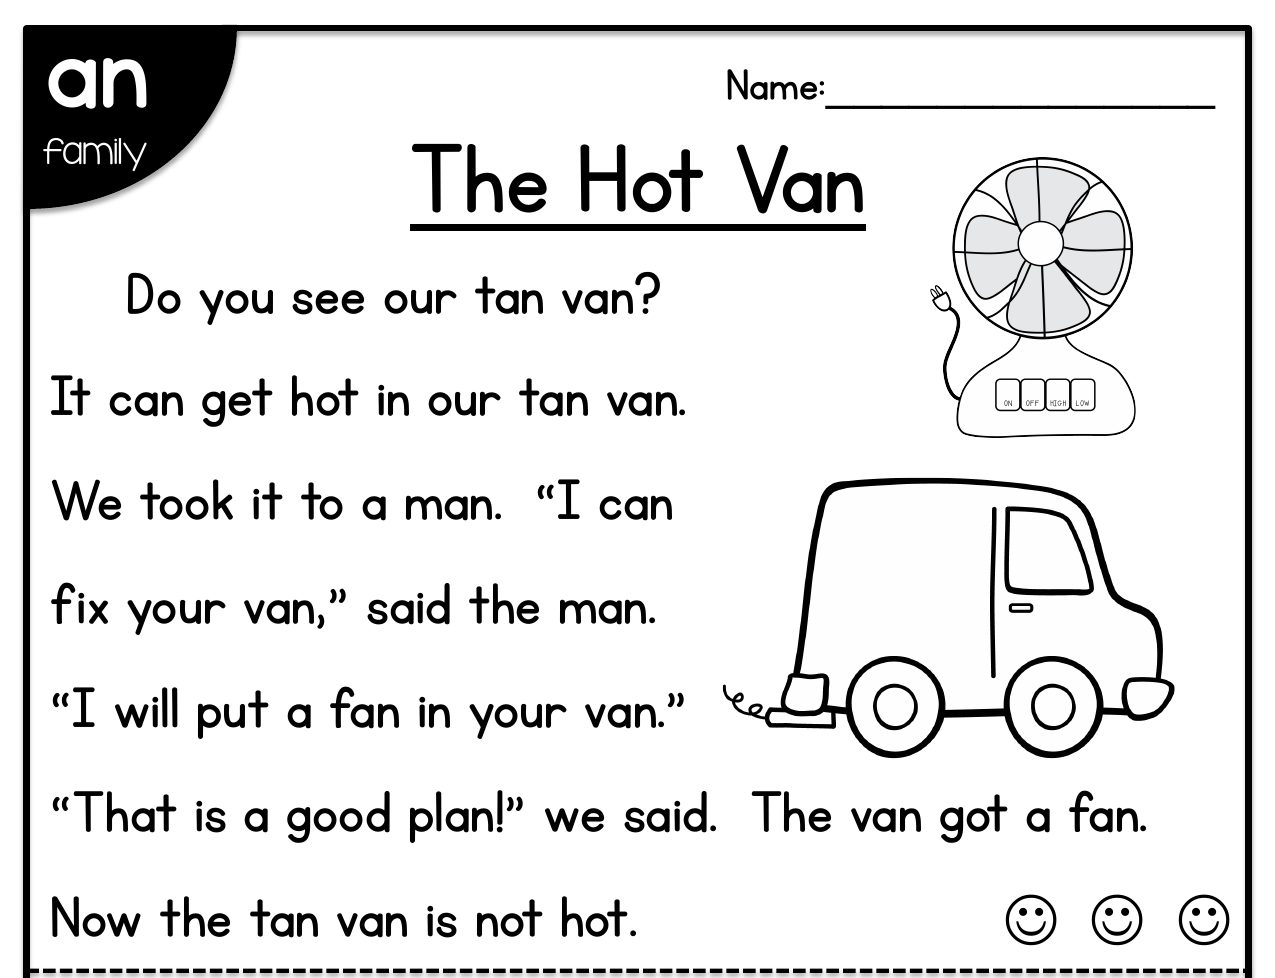 an
family
Name:
The Hot Van
Do you see our tan van?
It can get hot in our tan van.
We took it to a man. “I can
fix your van,” said the man.
“I will put a fan in your van.”
“That is a good plan!” we said. The van got a fan.
Now the tan van is not hot.
ON OFF HIGH LOW